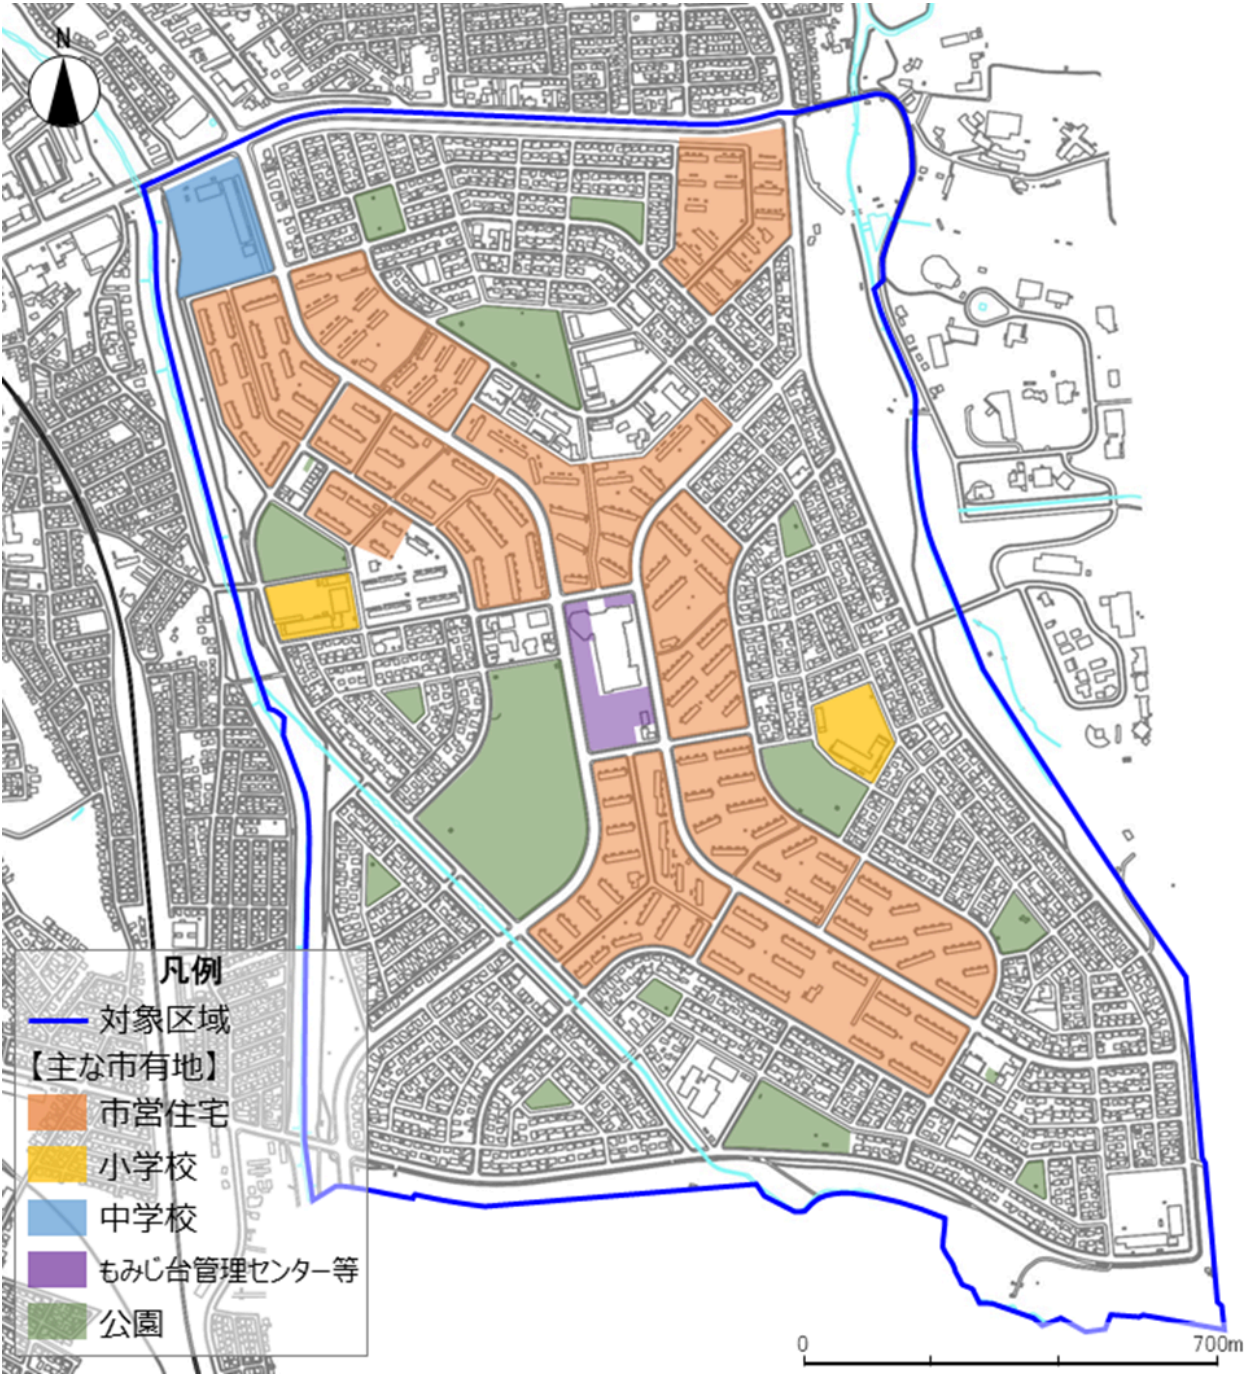 N
凡例
対象区域
【主な市有地】
市営住宅
小学校
中学校
もみじ台管理センター等
公園
0 700m